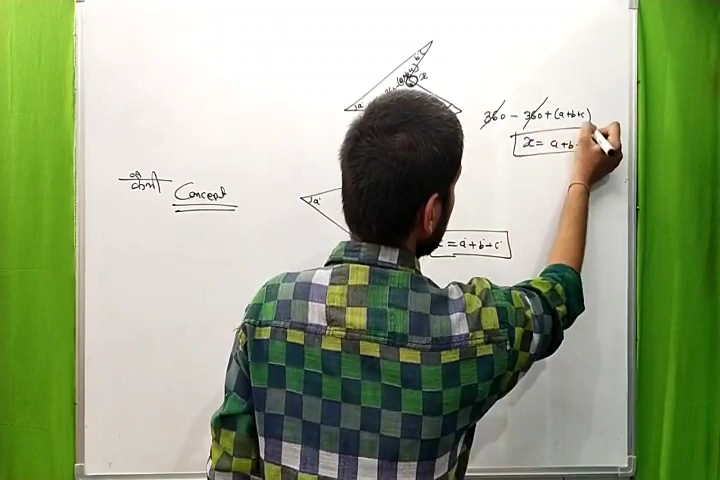 a
b
x
360 - 360 + (a+b+c)
x = a + b
Concept
a°
= a° + b° + c°